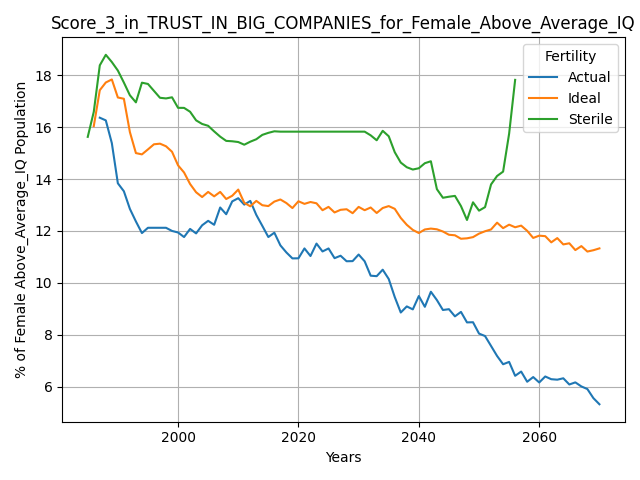 Score_3_in_TRUST_IN_BIG_COMPANIES_for_Female_Above_Average_IQ
% of Female Above_Average_IQ Population
18
16
14
12
10
8
6
Fertility
Actual
Ideal
Sterile
2000
2020
2040
2060
Years